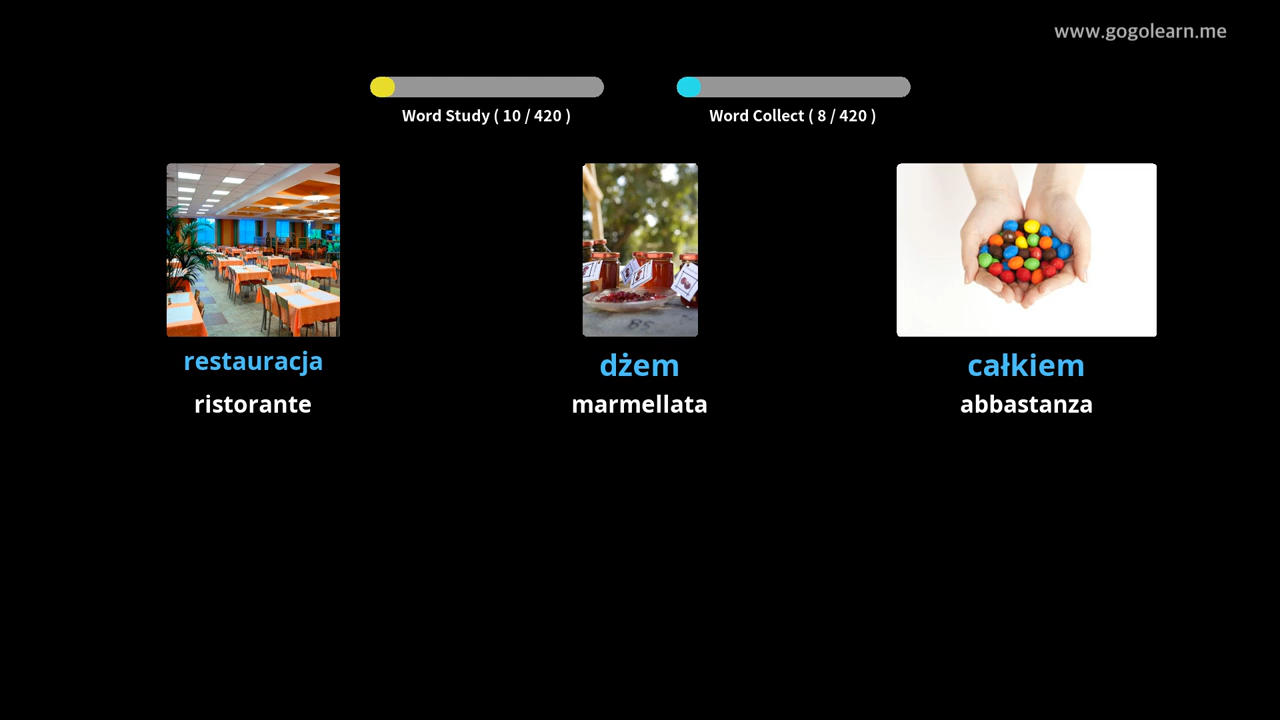 www.gogolearn.me
Word Study ( 10 / 420 )
Word Collect ( 8 / 420 )
restauracja
dżem
całkiem
ristorante
marmellata
abbastanza